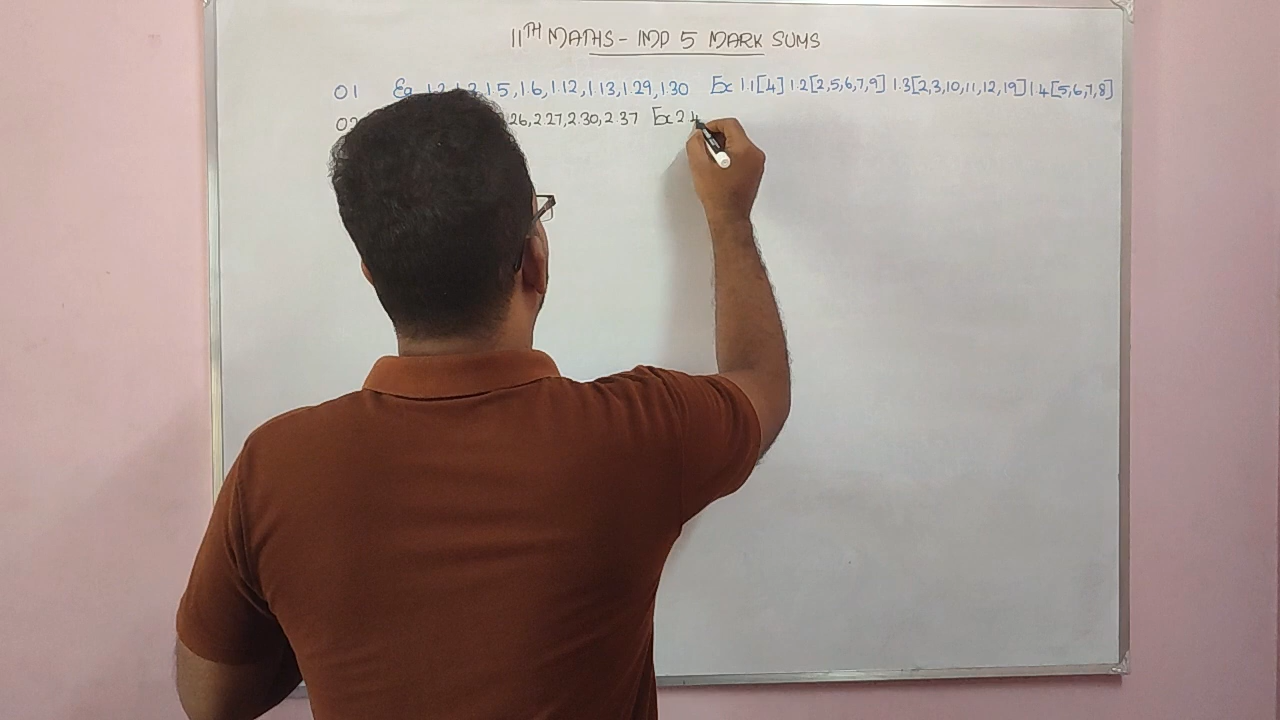 11TH MATHS - IMP 5 MARK SUMS
01 Eg 1.2, 1.3, 1.5, 1.6, 1.12, 1.13, 1.29, 1.30 Ex 1.1[4] 1.2[2,5,6,7,9] 1.3[2,3,10,11,12,19] 1.4[5,6,7,8]
02 26, 2.27, 2.30, 2.37 Ex 2.4